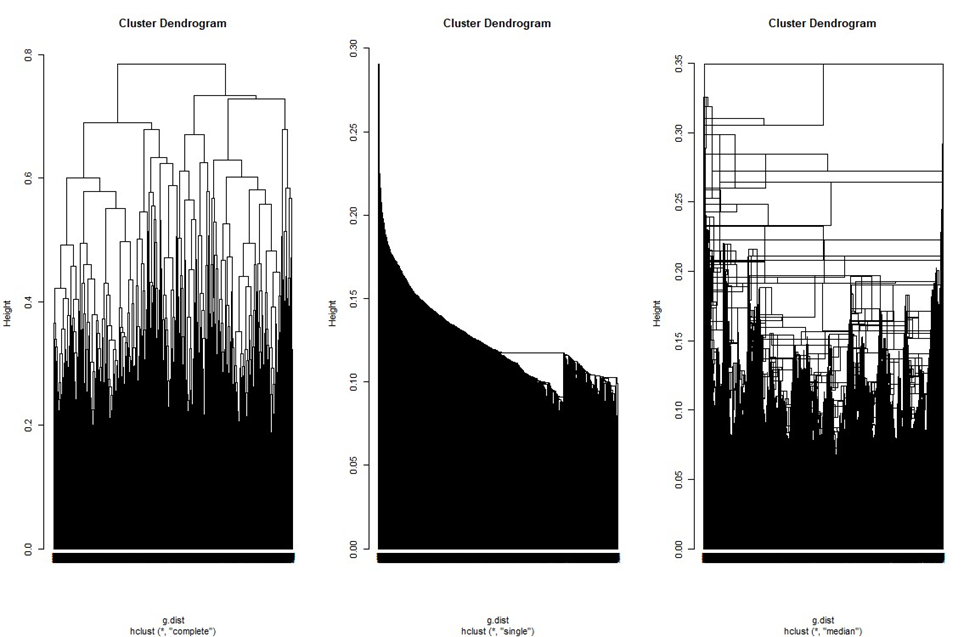 Cluster Dendrogram
Height
0.0
0.2
0.4
0.6
0.8
g.dist
hclust (*, "complete")
Cluster Dendrogram
Height
0.00
0.05
0.10
0.15
0.20
0.25
0.30
g.dist
hclust (*, "single")
Cluster Dendrogram
Height
0.00
0.05
0.10
0.15
0.20
0.25
0.30
0.35
g.dist
hclust (*, "median")